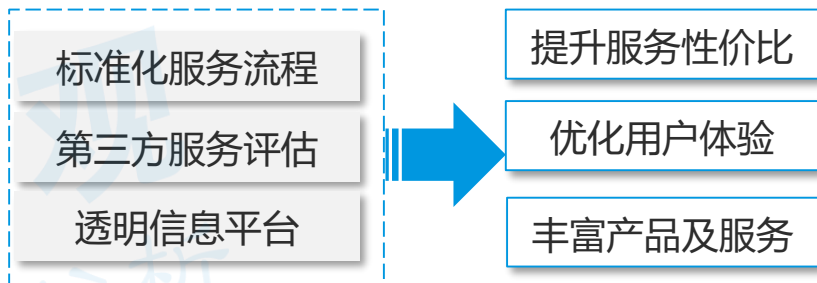 标准化服务流程
第三方服务评估
透明信息平台
提升服务性价比
优化用户体验
丰富产品及服务